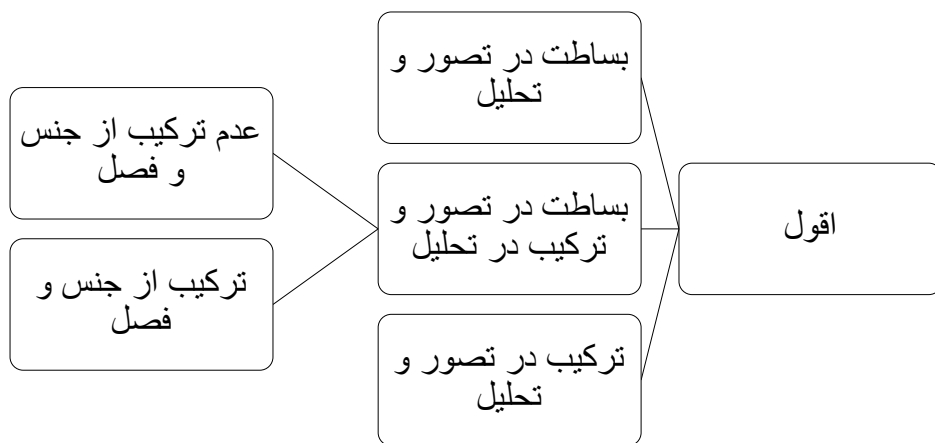 اقول
بساطت در تصور و
تحلیل
بساطت در تصور و
ترکیب در تحلیل
عدم ترکیب از جنس
و فصل
ترکیب از جنس و
فصل
ترکیب در تصور و
تحلیل